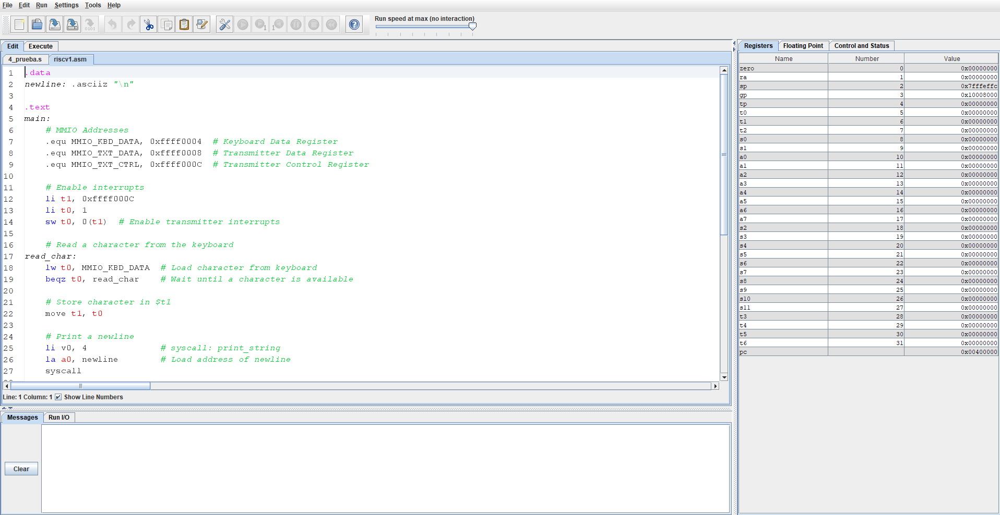 File Edit Run Settings Tools Help
Run speed at max (no interaction)
0101
1
1
?
Edit Execute
4_prueba.s riscv1.asm
1 .data
2 newline: .asciiz "\n"
3
4 .text
5 main:
6 # MMIO Addresses
7 .equ MMIO_KBD_DATA, 0xffff0004 # Keyboard Data Register
8 .equ MMIO_TXT_DATA, 0xffff0008 # Transmitter Data Register
9 .equ MMIO_TXT_CTRL, 0xffff000C # Transmitter Control Register
10
11 # Enable interrupts
12 li t1, 0xffff000C
13 li t0, 1
14 sw t0, 0(t1) # Enable transmitter interrupts
15
16 # Read a character from the keyboard
17 read_char:
18 lw t0, MMIO_KBD_DATA # Load character from keyboard
19 beqz t0, read_char # Wait until a character is available
20
21 # Store character in $t1
22 move t1, t0
23
24 # Print a newline
25 li v0, 4 # syscall: print_string
26 la a0, newline # Load address of newline
27 syscall
Line: 1 Column: 1 Show Line Numbers
Messages Run I/O
Clear
Registers Floating Point Control and Status
Name Number Value
zero 0 0x00000000
ra 1 0x00000000
sp 2 0x7fffeffc
gp 3 0x10008000
tp 4 0x00000000
t0 5 0x00000000
t1 6 0x00000000
t2 7 0x00000000
s0 8 0x00000000
s1 9 0x00000000
a0 10 0x00000000
a1 11 0x00000000
a2 12 0x00000000
a3 13 0x00000000
a4 14 0x00000000
a5 15 0x00000000
a6 16 0x00000000
a7 17 0x00000000
s2 18 0x00000000
s3 19 0x00000000
s4 20 0x00000000
s5 21 0x00000000
s6 22 0x00000000
s7 23 0x00000000
s8 24 0x00000000
s9 25 0x00000000
s10 26 0x00000000
s11 27 0x00000000
t3 28 0x00000000
t4 29 0x00000000
t5 30 0x00000000
t6 31 0x00000000
pc 0x00400000